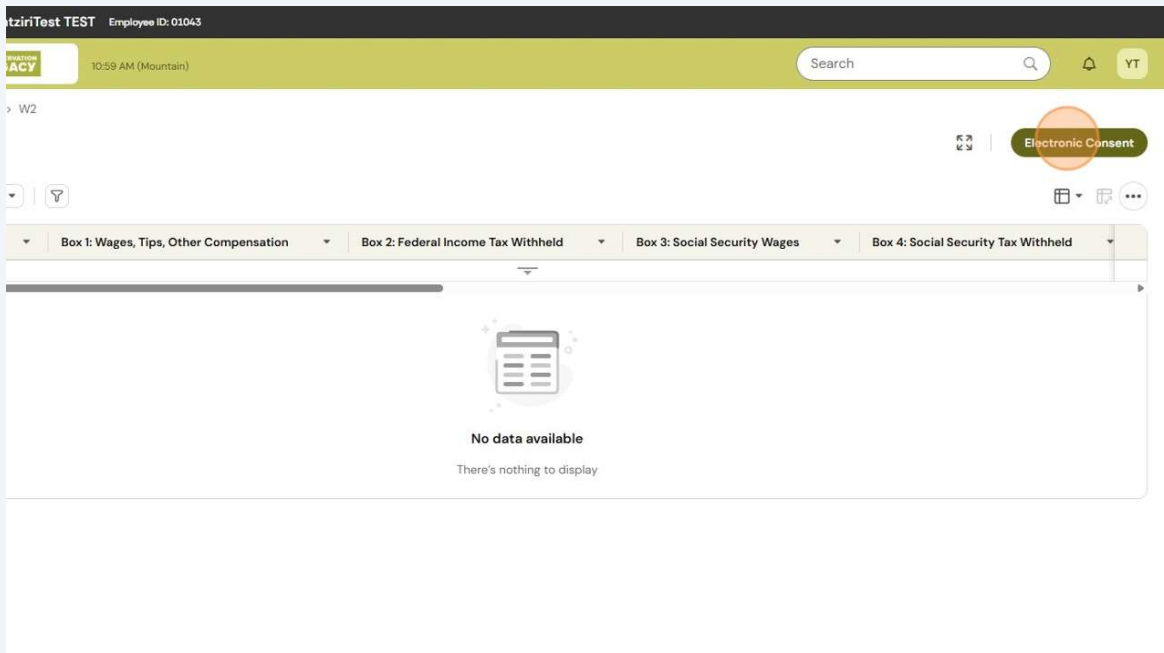 tziriTest TEST Employee ID: 01043
ACY
10:59 AM (Mountain)
Search
YT
> W2
Electronic Consent
Box 1: Wages, Tips, Other Compensation
Box 2: Federal Income Tax Withheld
Box 3: Social Security Wages
Box 4: Social Security Tax Withheld
No data available
There's nothing to display